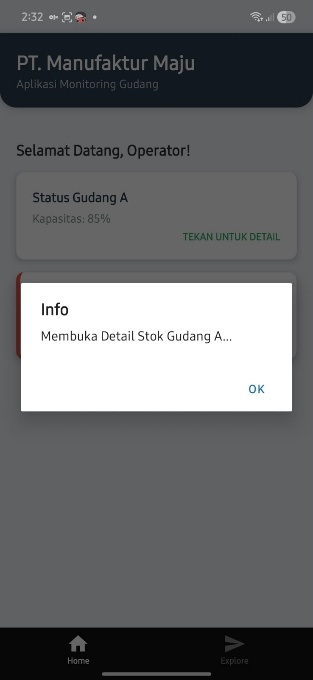 2:32
50
PT. Manufaktur Maju
Aplikasi Monitoring Gudang
Selamat Datang, Operator!
Status Gudang A
Kapasitas: 85%
TEKAN UNTUK DETAIL
Info
Membuka Detail Stok Gudang A...
OK
Home
Explore